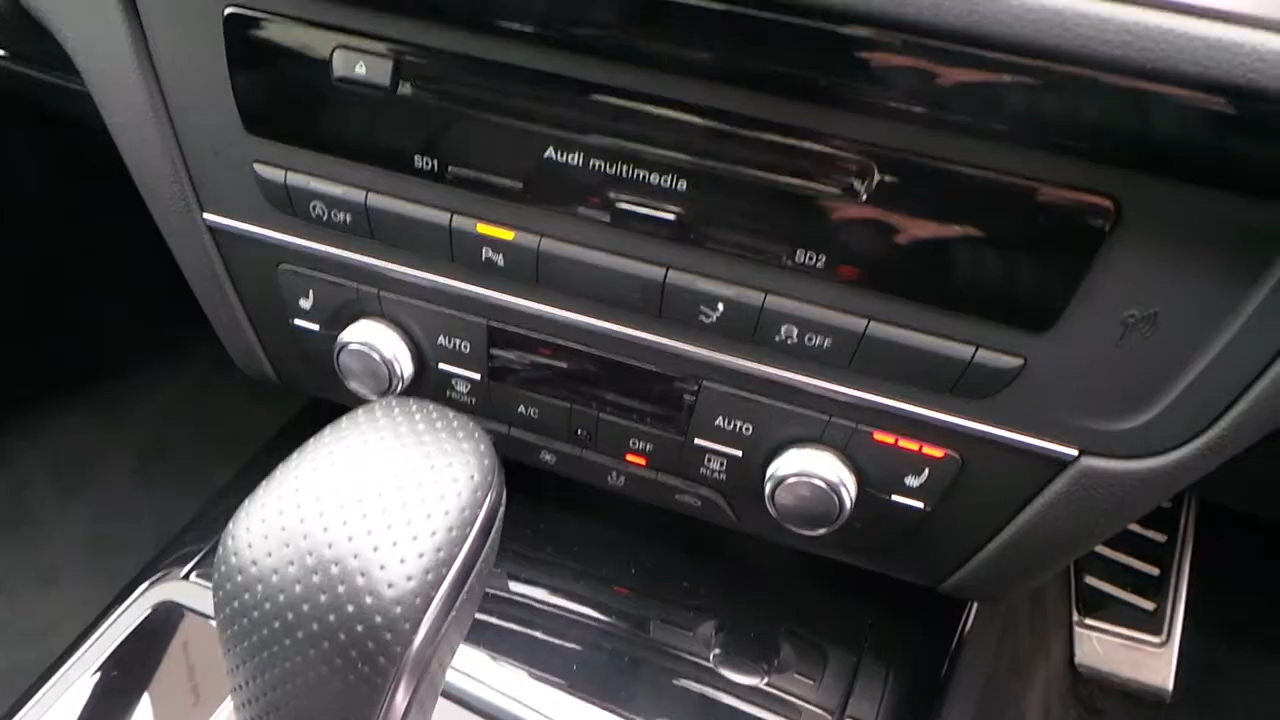 SD1
Audi multimedia
SD2
A OFF
P
OFF
AUTO
FRONT
A/C
OFF
AUTO
REAR